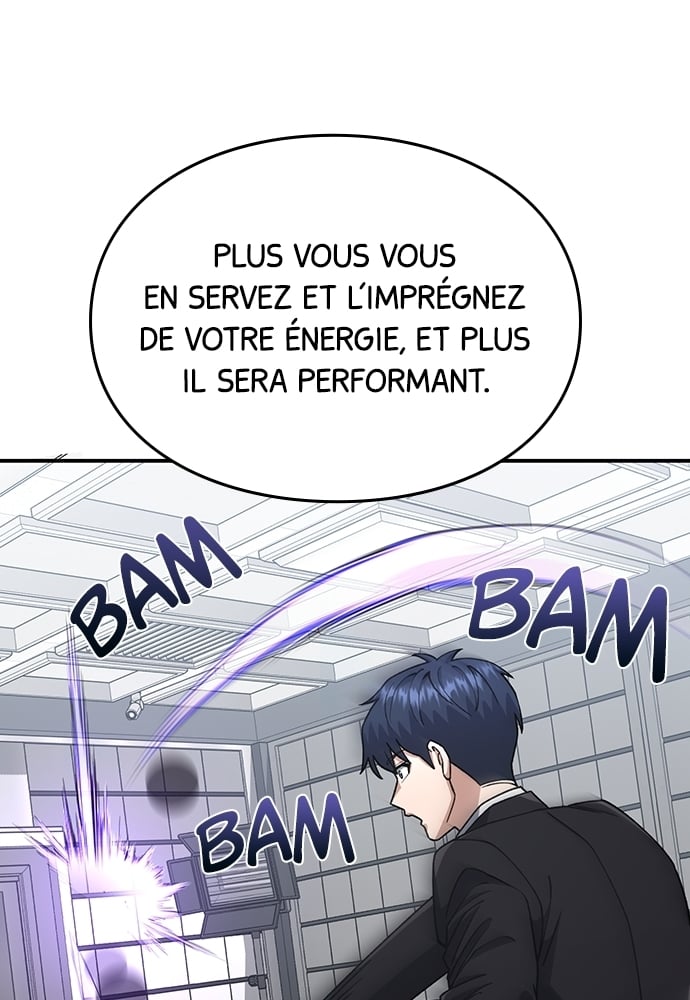 PLUS VOUS VOUS
EN SERVEZ ET L'IMPRÉGNEZ
DE VOTRE ÉNERGIE, ET PLUS
IL SERA PERFORMANT.
BAM
BAM
BAM